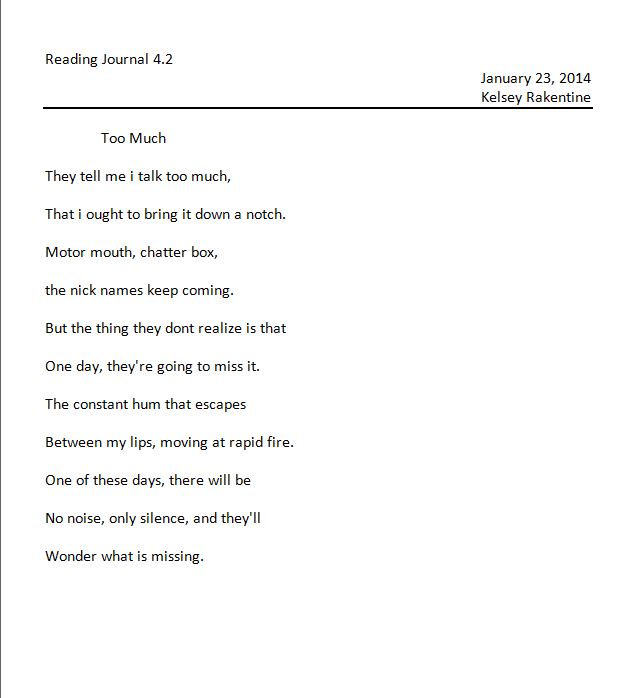 Reading Journal 4.2
January 23, 2014
Kelsey Rakentine
Too Much
They tell me i talk too much,
That i ought to bring it down a notch.
Motor mouth, chatter box,
the nick names keep coming.
But the thing they dont realize is that
One day, they're going to miss it.
The constant hum that escapes
Between my lips, moving at rapid fire.
One of these days, there will be
No noise, only silence, and they'll
Wonder what is missing.